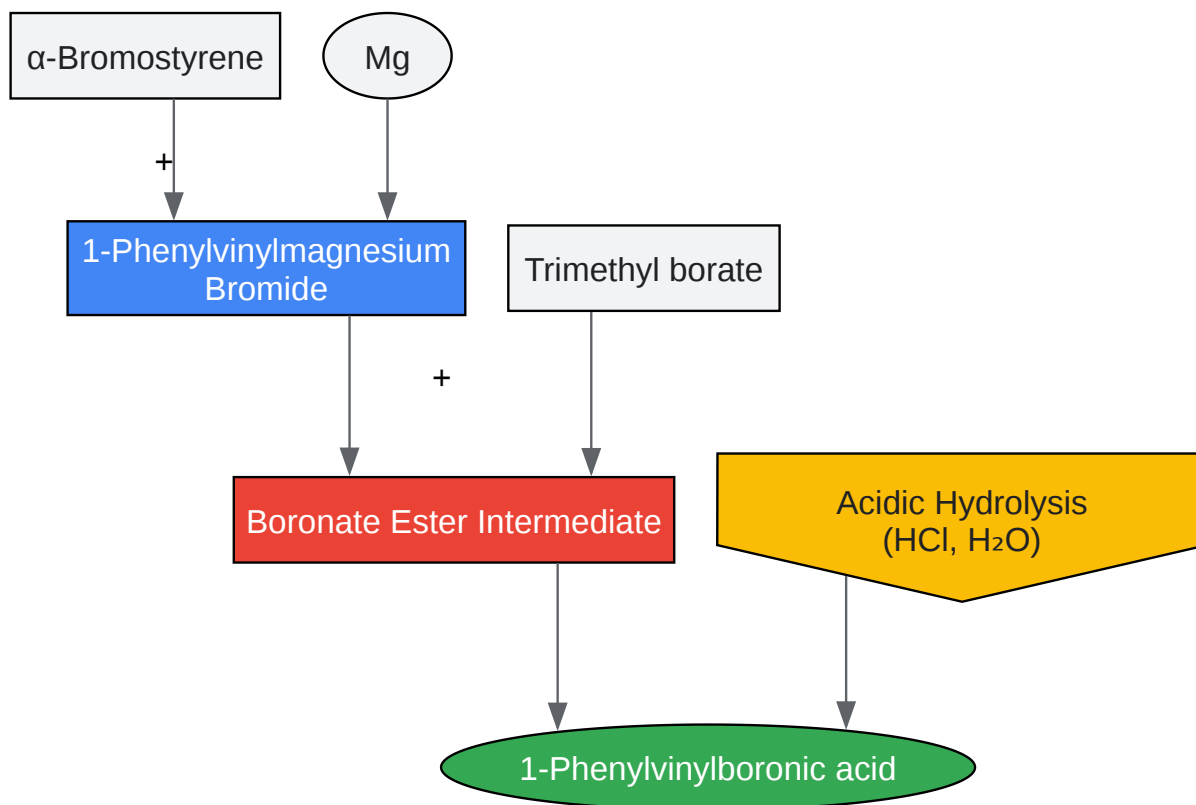 α-Bromostyrene
Mg
+
1-Phenylvinylmagnesium
Bromide
Trimethyl borate
+
Boronate Ester Intermediate
Acidic Hydrolysis
(HCl, H₂O)
1-Phenylvinylboronic acid